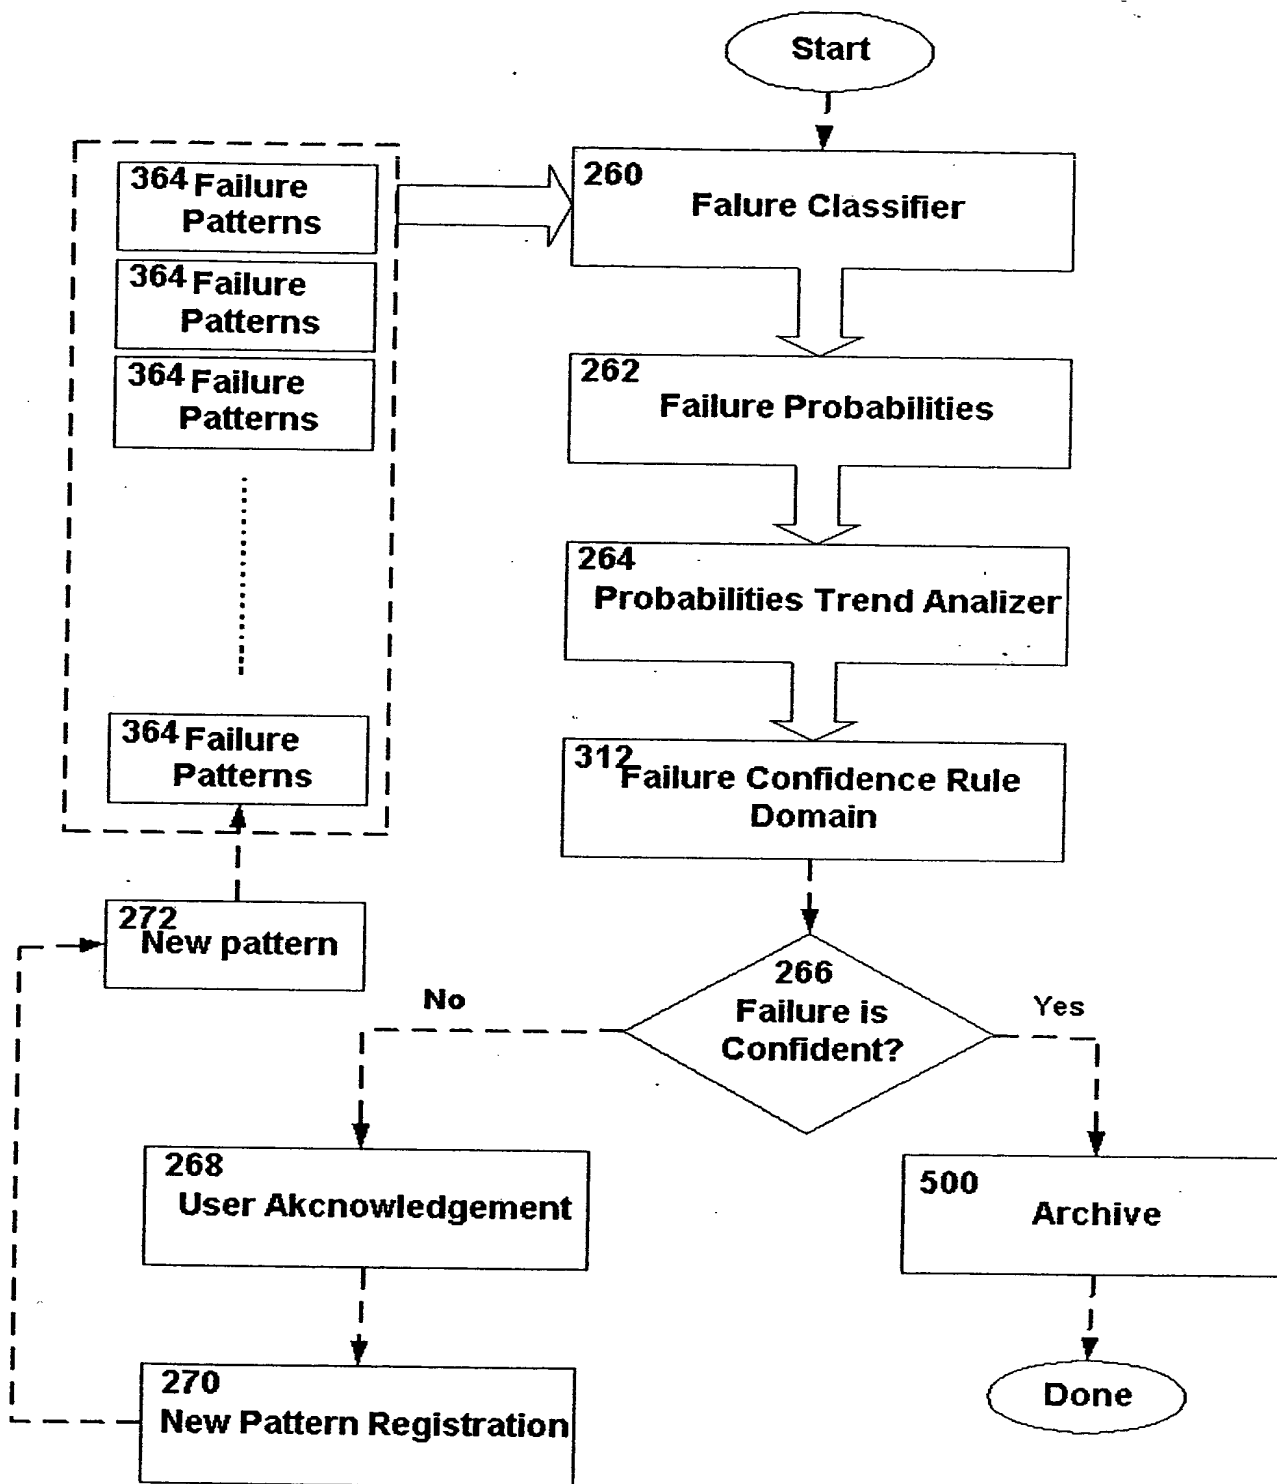 Start
260
Falure Classifier
364 Failure
Patterns
364 Failure
Patterns
364 Failure
Patterns
364 Failure
Patterns
262
Failure Probabilities
264
Probabilities Trend Analizer
312
Failure Confidence Rule
Domain
272
New pattern
266
Failure is
Confident?
No
Yes
268
User Akcnowledgement
500
Archive
270
New Pattern Registration
Done